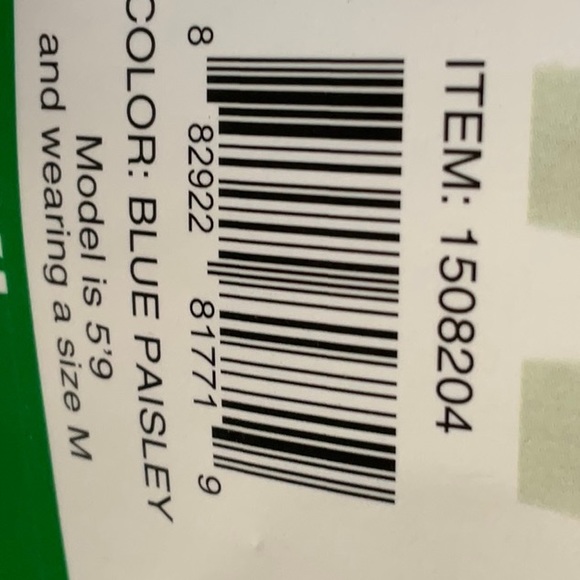 ITEM: 1508204
8 82922 81771 9
COLOR: BLUE PAISLEY
Model is 5'9
and wearing a size M